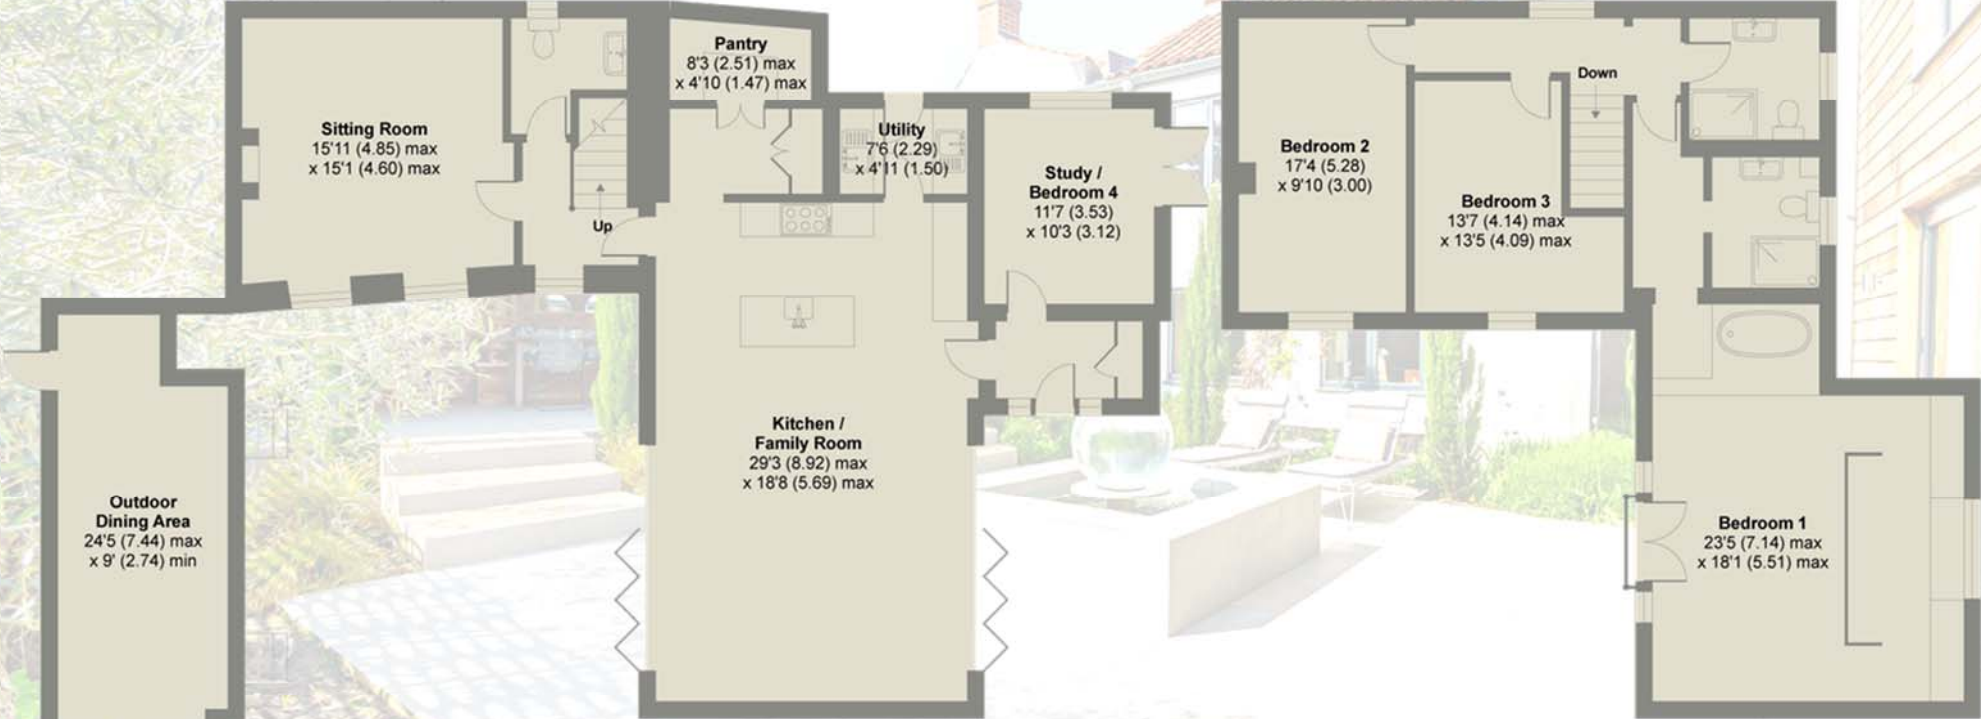 Sitting Room
15'11 (4.85) max
x 15'1 (4.60) max
Up
Pantry
8'3 (2.51) max
x 4'10 (1.47) max
Utility
7'6 (2.29)
x 4'11 (1.50)
Study /
Bedroom 4
11'7 (3.53)
x 10'3 (3.12)
Kitchen /
Family Room
29'3 (8.92) max
x 18'8 (5.69) max
Outdoor
Dining Area
24'5 (7.44) max
x 9' (2.74) min
Bedroom 2
17'4 (5.28)
x 9'10 (3.00)
Bedroom 3
13'7 (4.14) max
x 13'5 (4.09) max
Down
Bedroom 1
23'5 (7.14) max
x 18'1 (5.51) max